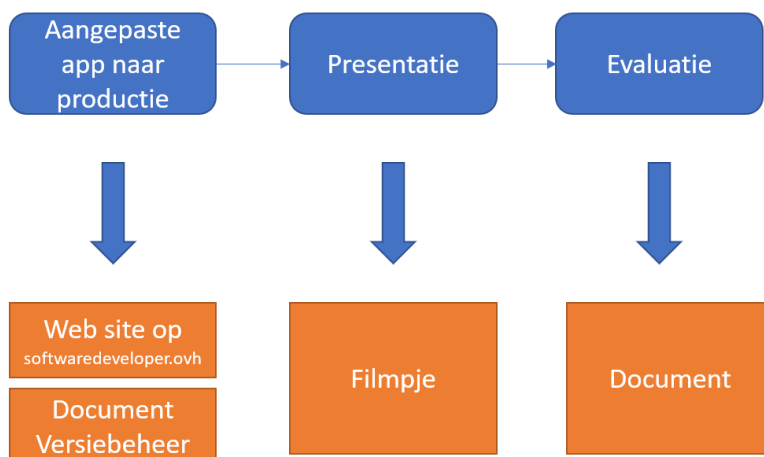 Aangepaste
app naar
productie
Presentatie
Evaluatie
Web site op
softwaredeveloper.ovh
Document
Versiebeheer
Filmpje
Document